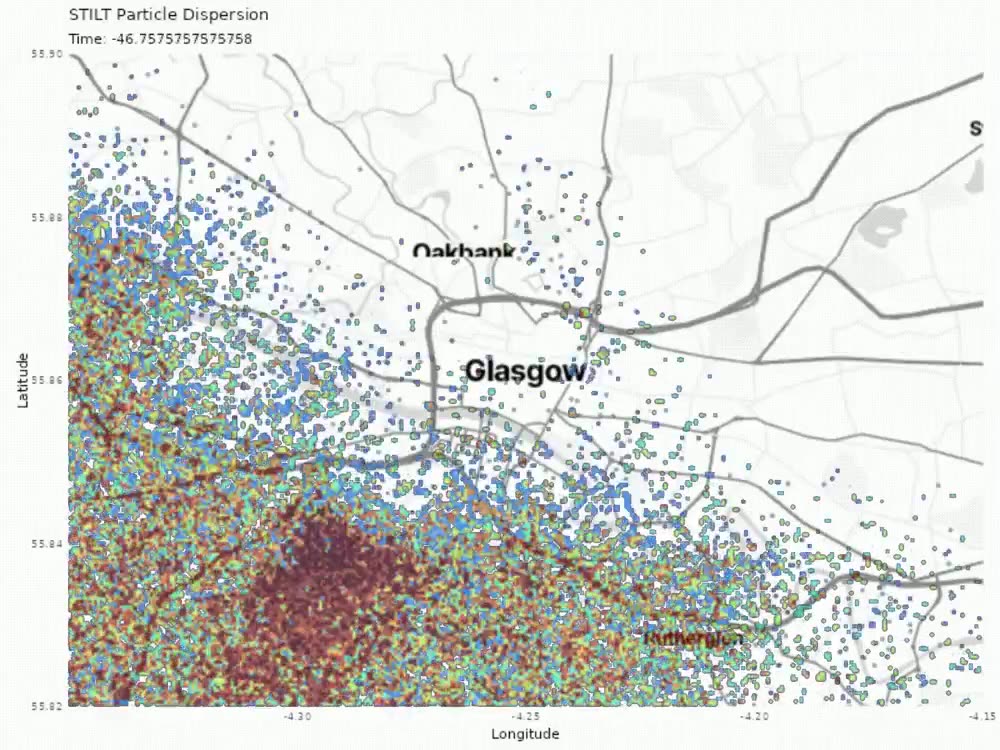 STILT Particle Dispersion
Time: -46.7575757575758
55.90
S
55.88
Oakbank
Latitude
55.86
Glasgow
55.84
Rutherglen
55.82
-4.30
-4.25
-4.20
-4.15
Longitude